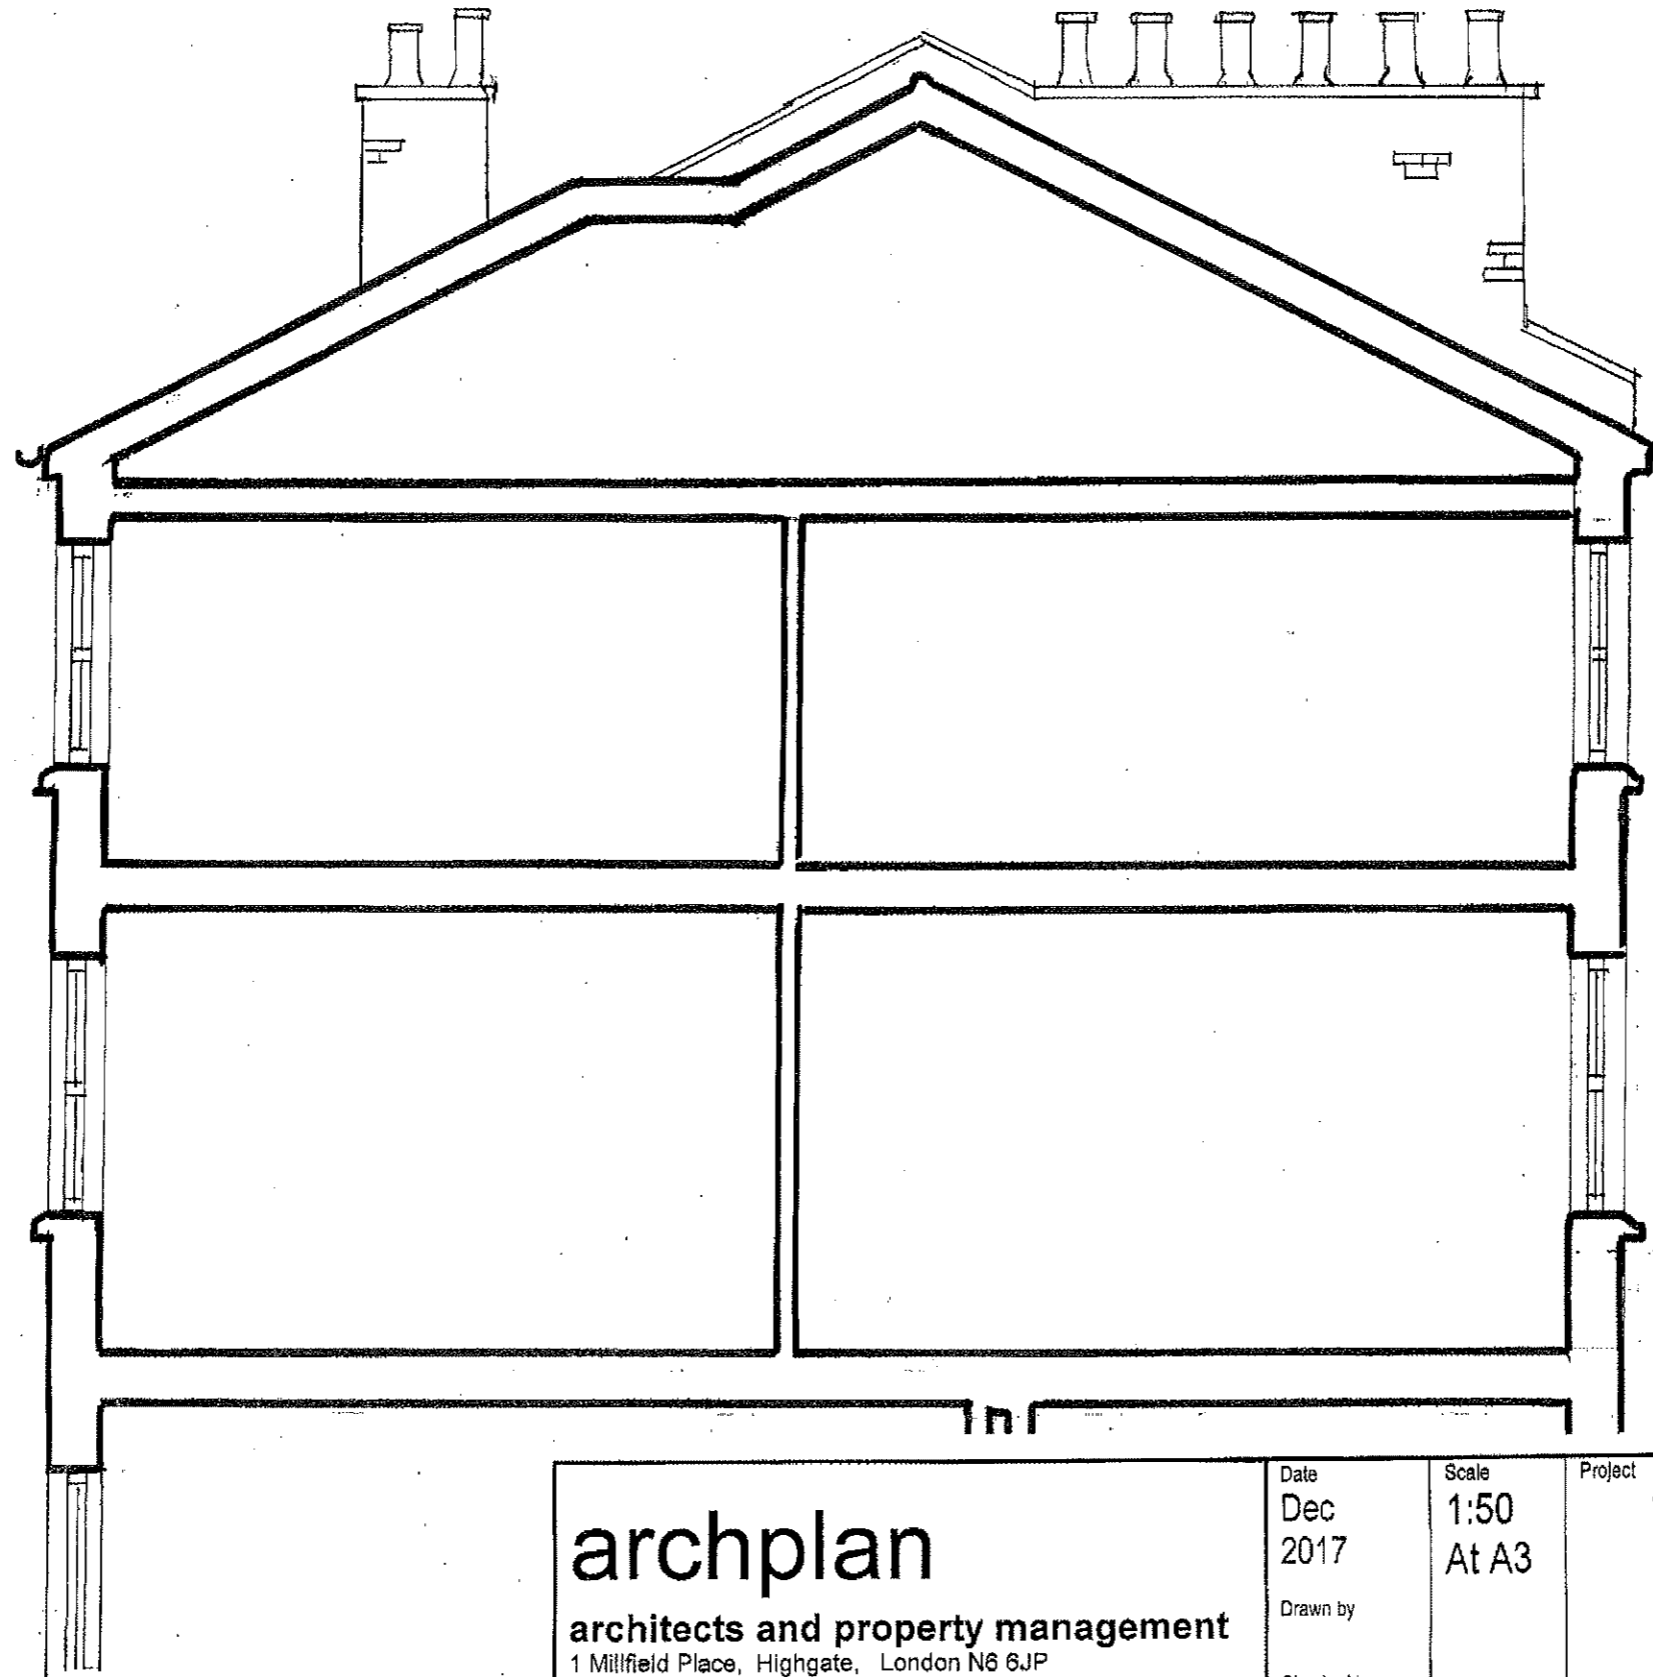 archplan
architects and property management
1 Millfield Place, Highgate, London N6 6JP
Date
Dec
2017
Drawn by
Scale
1:50
At A3
Project